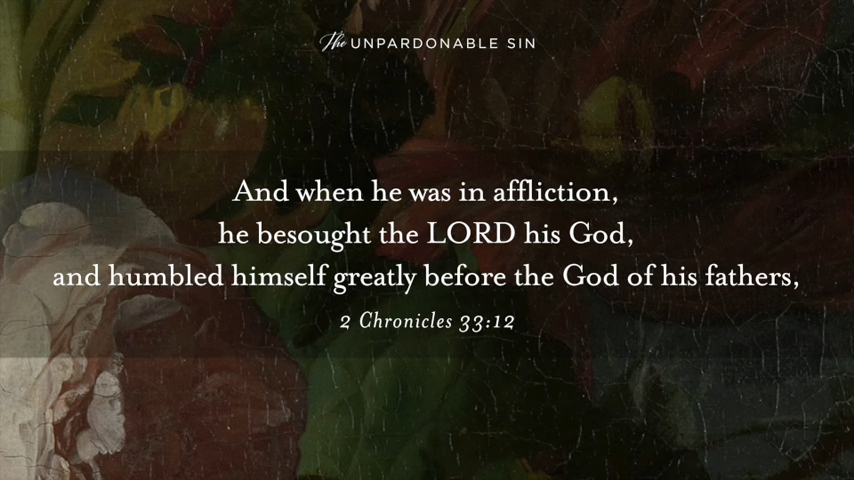 The UNPARDONABLE SIN
And when he was in affliction,
he besought the LORD his God,
and humbled himself greatly before the God of his fathers,
2 Chronicles 33:12